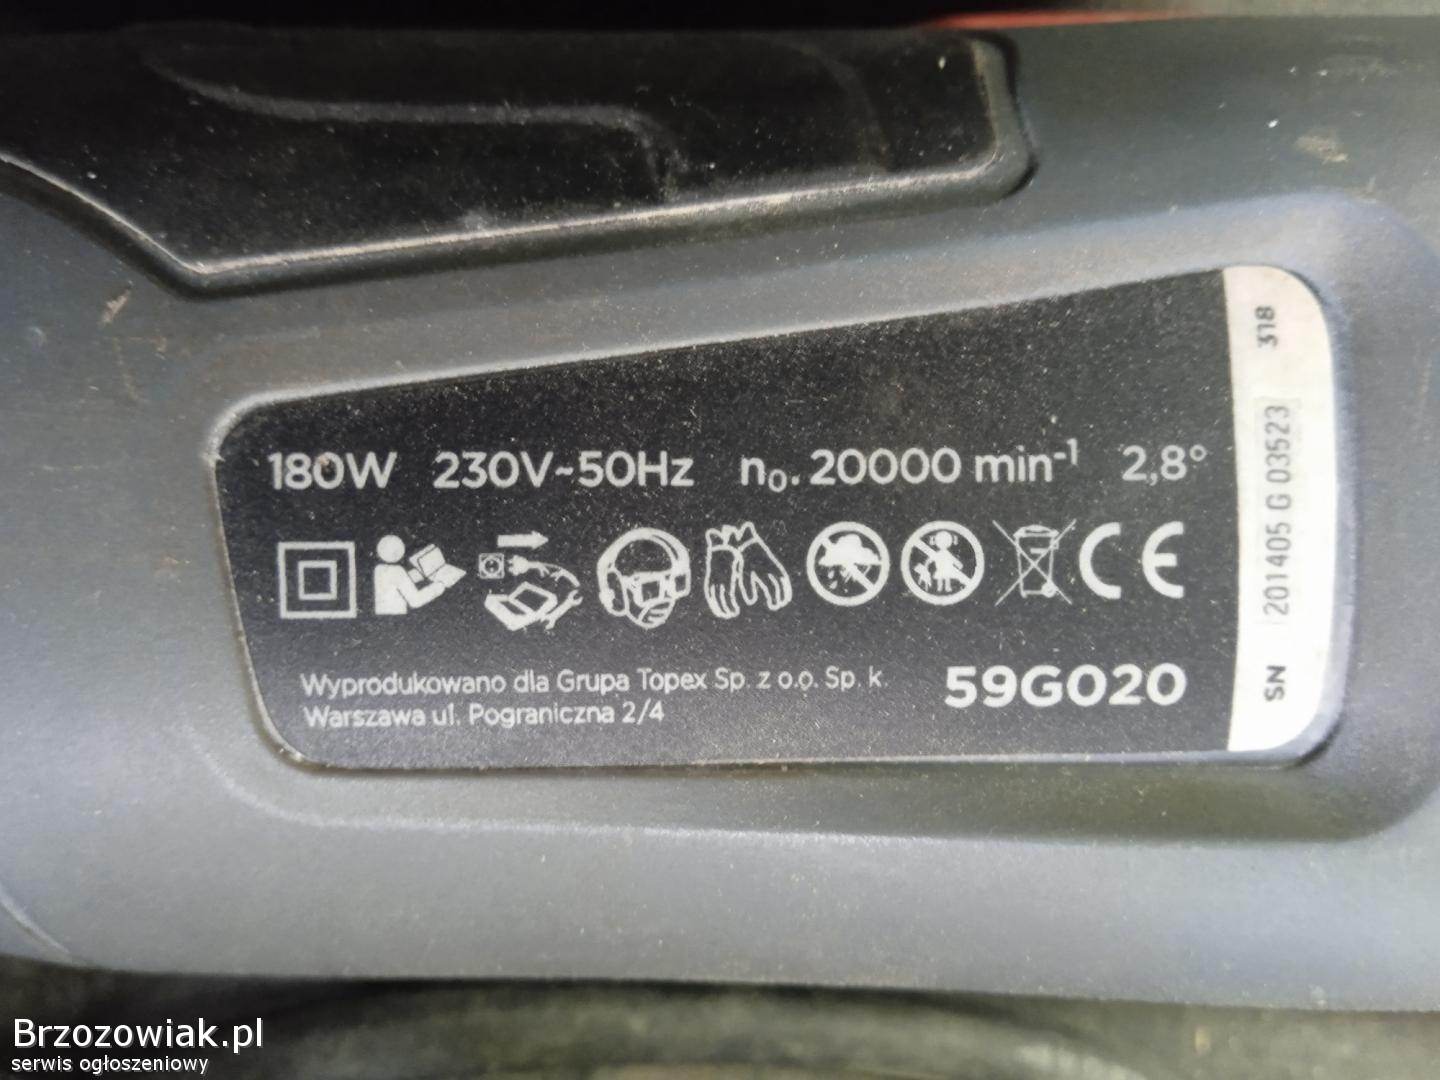 180W 230V~50Hz n₀. 20000 min⁻¹ 2,8°
CE
Wyprodukowano dla Grupa Topex Sp. z o.o. Sp. k.
Warszawa ul. Pograniczna 2/4
59G020
SN 201405 G 03523 318
Brzozowiak.pl
serwis ogłoszeniowy